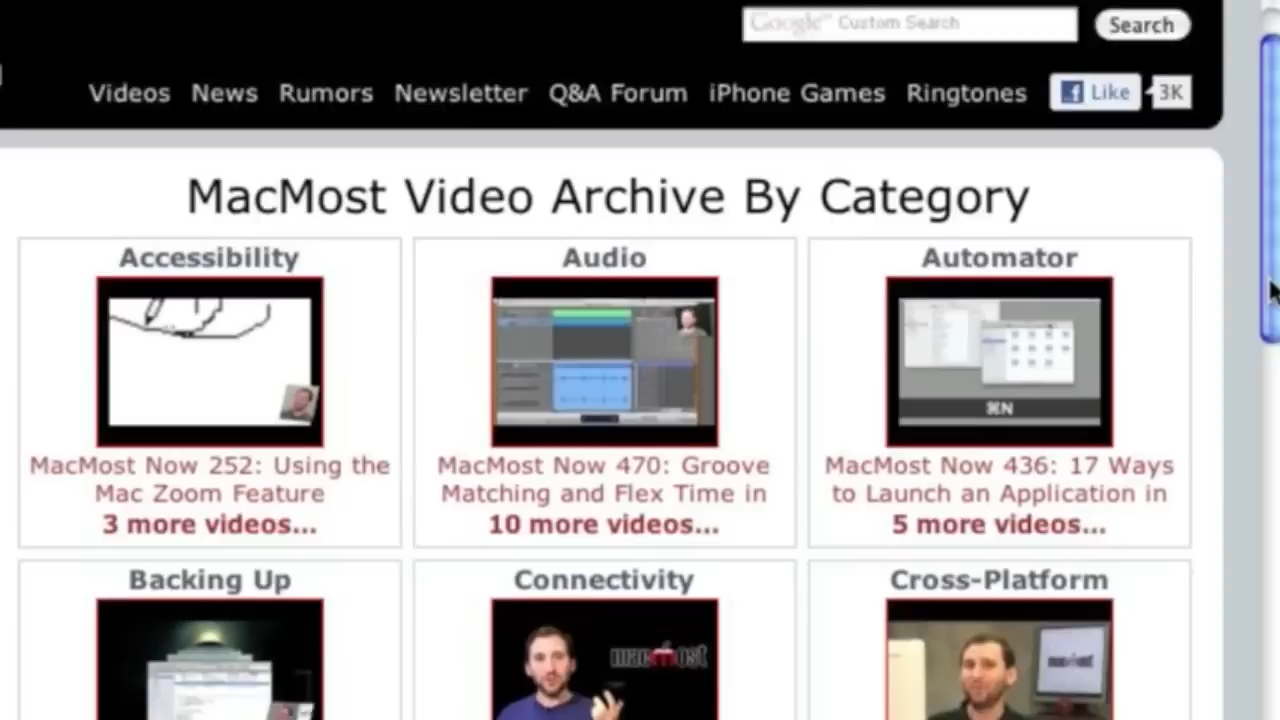 Google™ Custom Search
Search
Videos News Rumors Newsletter Q&A Forum iPhone Games Ringtones Like 3K
MacMost Video Archive By Category
Accessibility
Audio
Automator
⌘N
MacMost Now 252: Using the
Mac Zoom Feature
3 more videos...
MacMost Now 470: Groove
Matching and Flex Time in
10 more videos...
MacMost Now 436: 17 Ways
to Launch an Application in
5 more videos...
Backing Up
Connectivity
Cross-Platform
macmost
macmost